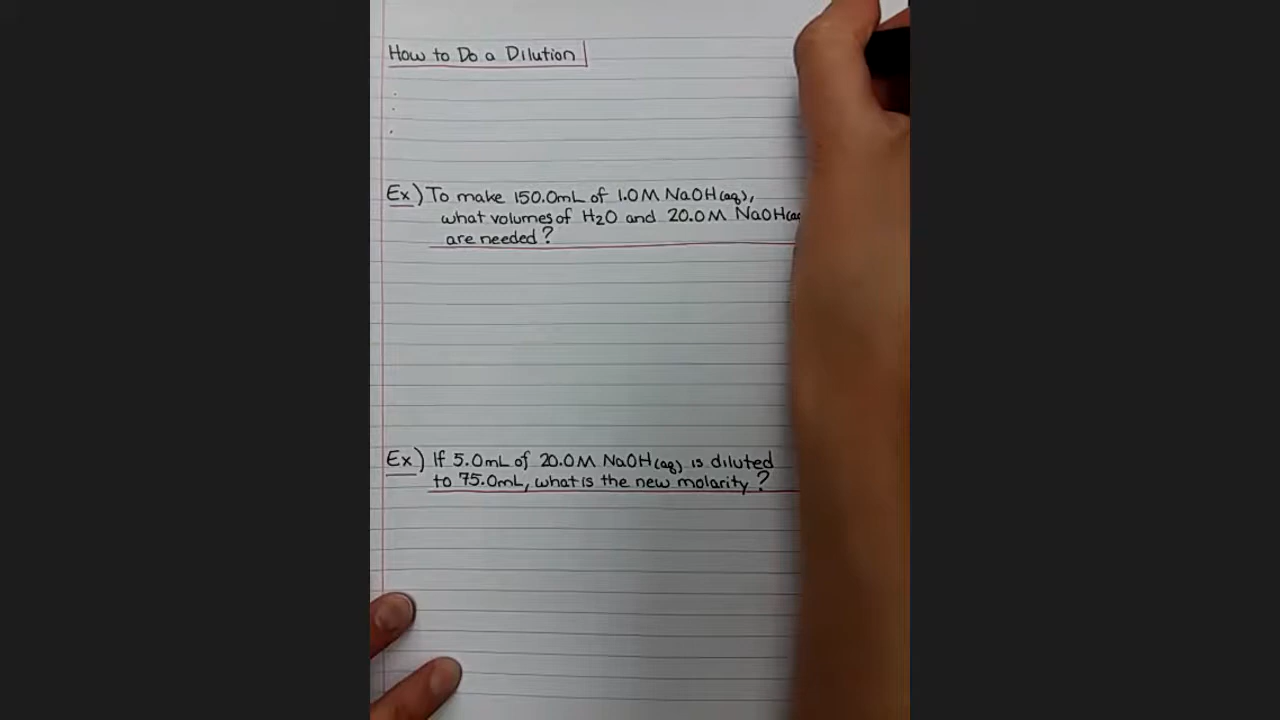 How to Do a Dilution
Ex) To make 150.0mL of 1.0M NaOH(aq),
what volumes of H₂O and 20.0M NaOH(aq
are needed?
Ex) If 5.0mL of 20.0M NaOH(aq) is diluted
to 75.0mL, what is the new molarity?